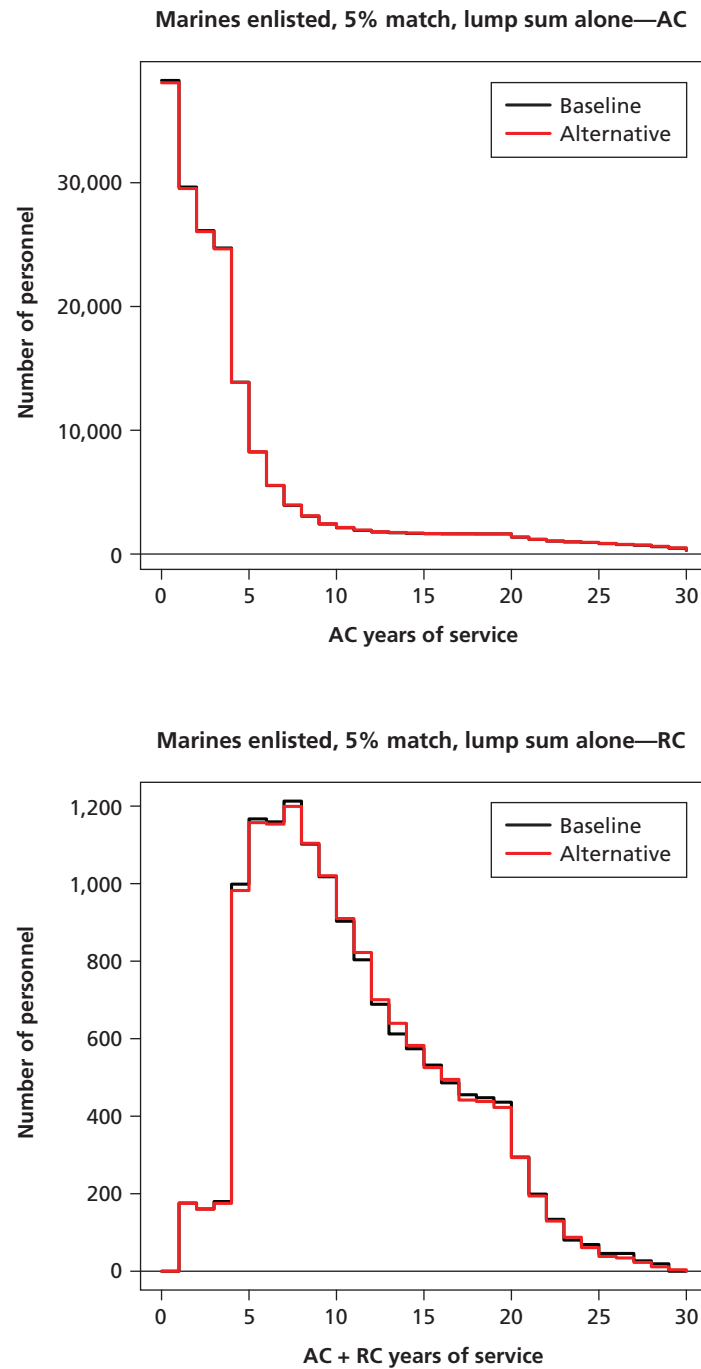 Marines enlisted, 5% match, lump sum alone—AC
Baseline
Alternative
Number of personnel
30,000
20,000
10,000
0
0 5 10 15 20 25 30
AC years of service
Marines enlisted, 5% match, lump sum alone—RC
Baseline
Alternative
Number of personnel
1,200
1,000
800
600
400
200
0
0 5 10 15 20 25 30
AC + RC years of service